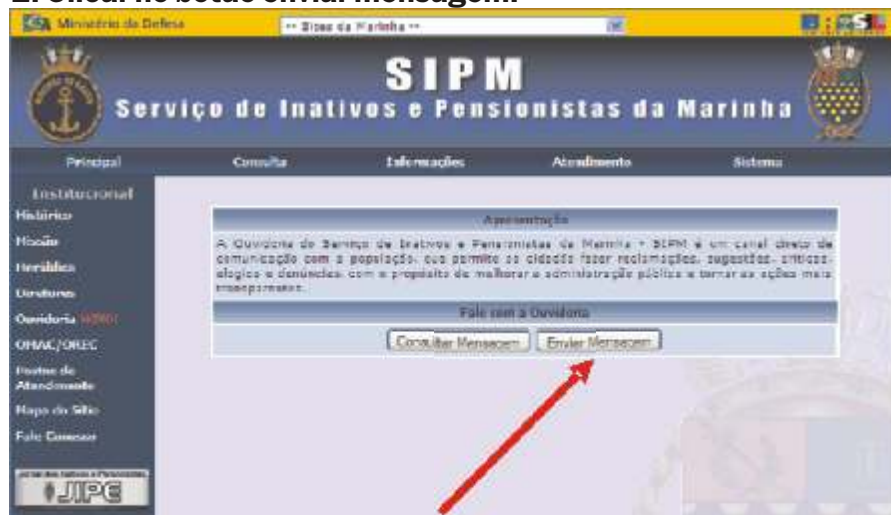 2. Clicar no botão enviar mensagem.
Ministério da Defesa
-- Sites da Marinha --
SIPM
Serviço de Inativos e Pensionistas da Marinha
Principal Consulta Informações Atendimento Sistema
Institucional
Histórico
Missão
Heráldica
Diretores
Ouvidoria
OMAC/OREC
Postos de
Atendimento
Mapa do Sítio
Fale Conosco
JIPE
Apresentação
A Ouvidoria do Serviço de Inativos e Pensionistas da Marinha - SIPM é um canal direto de
comunicação com a população, que permite ao cidadão fazer reclamações, sugestões, críticas,
elogios e denúncias, com o propósito de melhorar a administração pública e tornar as ações mais
transparentes.
Fale com a Ouvidoria
Consultar Mensagem Enviar Mensagem